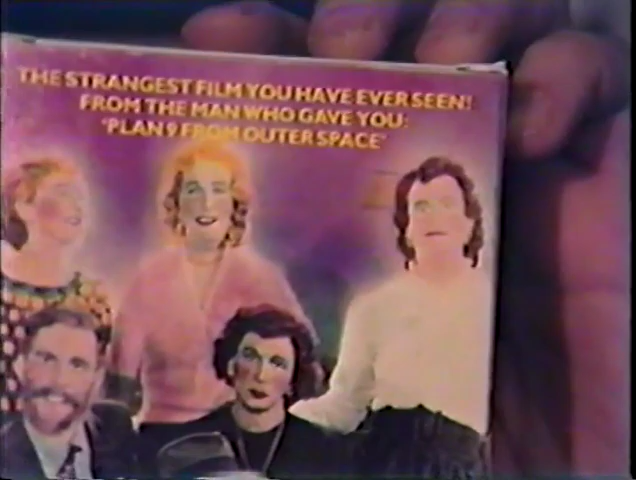 THE STRANGEST FILM YOU HAVE EVER SEEN!
FROM THE MAN WHO GAVE YOU:
'PLAN 9 FROM OUTER SPACE'